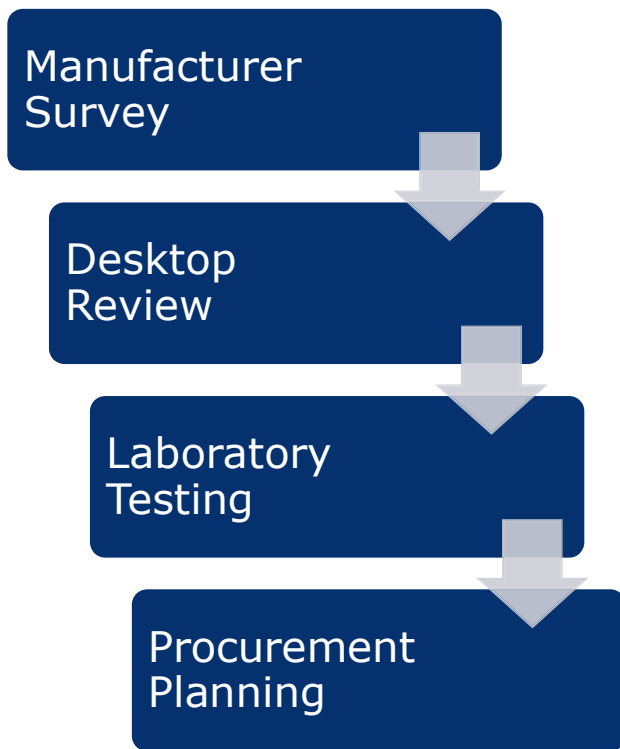 Manufacturer
Survey
Desktop
Review
Laboratory
Testing
Procurement
Planning